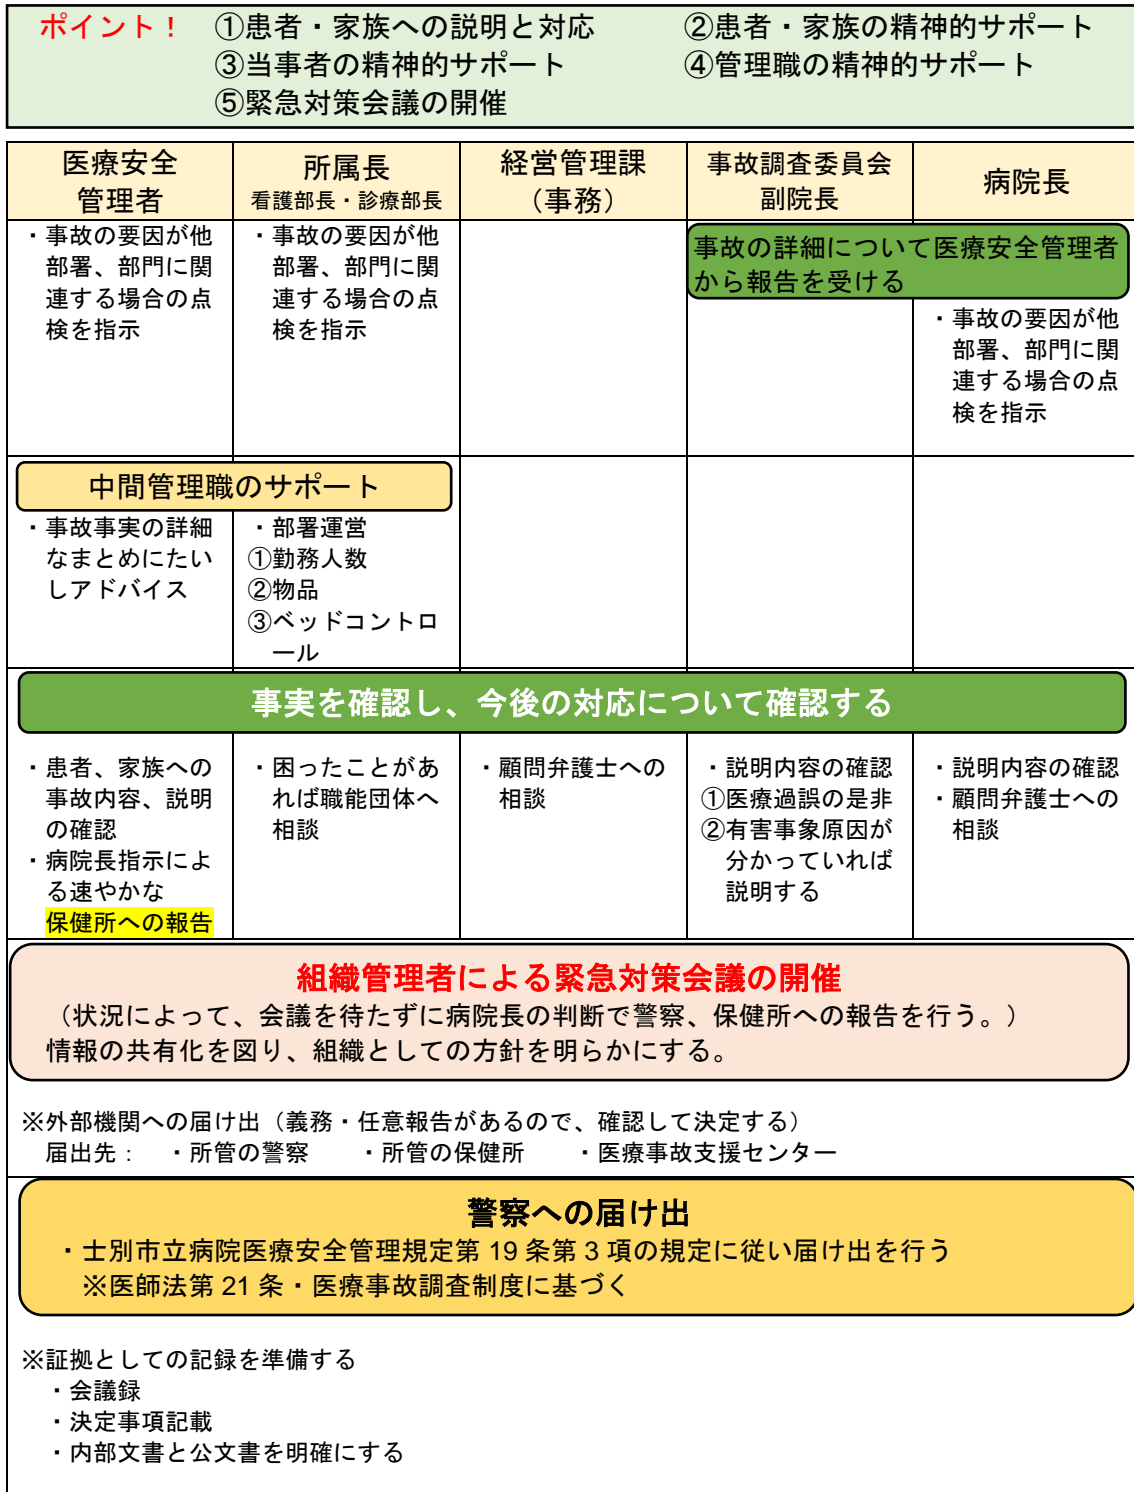 ポイント！ ①患者・家族への説明と対応 ②患者・家族の精神的サポート
③当事者の精神的サポート ④管理職の精神的サポート
⑤緊急対策会議の開催
医療安全
管理者
所属長
看護部長・診療部長
経営管理課
（事務）
事故調査委員会
副院長
病院長
・事故の要因が他
部署、部門に関
連する場合の点
検を指示
・事故の要因が他
部署、部門に関
連する場合の点
検を指示
事故の詳細について医療安全管理者
から報告を受ける
・事故の要因が他
部署、部門に関
連する場合の点
検を指示
中間管理職のサポート
・事故事実の詳細
なまとめにたい
しアドバイス
・部署運営
①勤務人数
②物品
③ベッドコントロ
ール
事実を確認し、今後の対応について確認する
・患者、家族への
事故内容、説明
の確認
・病院長指示によ
る速やかな
保健所への報告
・困ったことがあ
れば職能団体へ
相談
・顧問弁護士への
相談
・説明内容の確認
①医療過誤の是非
②有害事象原因が
分かっていれば
説明する
・説明内容の確認
・顧問弁護士への
相談
組織管理者による緊急対策会議の開催
（状況によって、会議を待たずに病院長の判断で警察、保健所への報告を行う。）
情報の共有化を図り、組織としての方針を明らかにする。
※外部機関への届け出（義務・任意報告があるので、確認して決定する）
届出先： ・所管の警察 ・所管の保健所 ・医療事故支援センター
警察への届け出
・士別市立病院医療安全管理規定第 19 条第 3 項の規定に従い届け出を行う
※医師法第 21 条・医療事故調査制度に基づく
※証拠としての記録を準備する
・会議録
・決定事項記載
・内部文書と公文書を明確にする